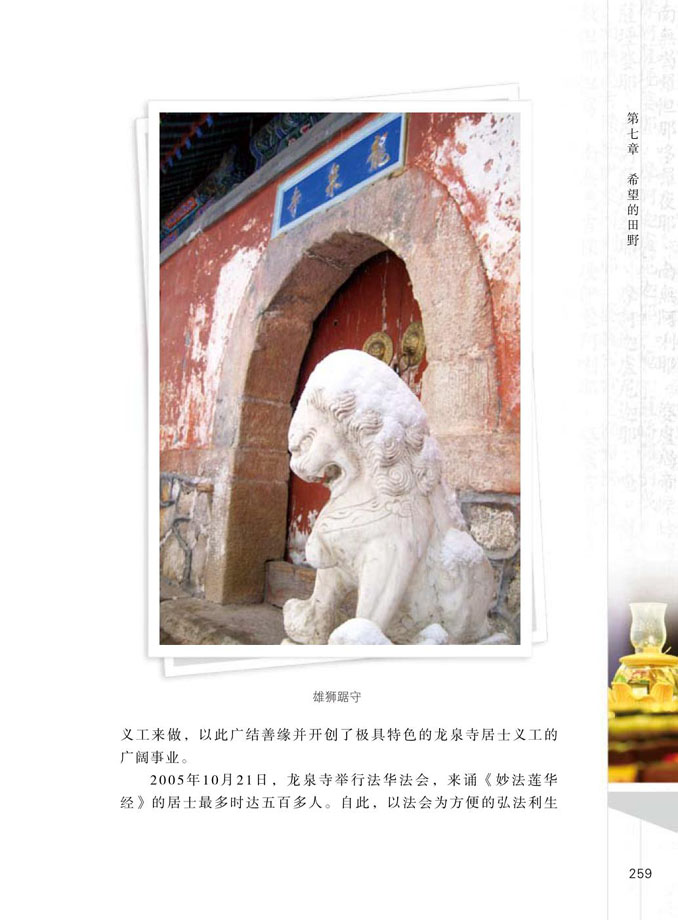 第七章 希望的田野
龍泉寺
雄狮踞守
义工来做，以此广结善缘并开创了极具特色的龙泉寺居士义工的
广阔事业。
2005年10月21日，龙泉寺举行法华法会，来诵《妙法莲华
经》的居士最多时达五百多人。自此，以法会为方便的弘法利生
259